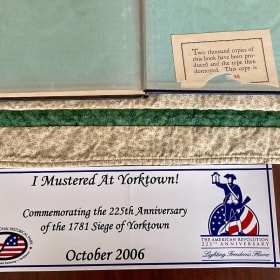 Two thousand copies of
this book have been pro-
duced and the type then
destroyed. This copy is
I Mustered At Yorktown!
Commemorating the 225th Anniversary
of the 1781 Siege of Yorktown
October 2006
THE AMERICAN REVOLUTION
225TH ANNIVERSARY
Lighting Freedom's Flame